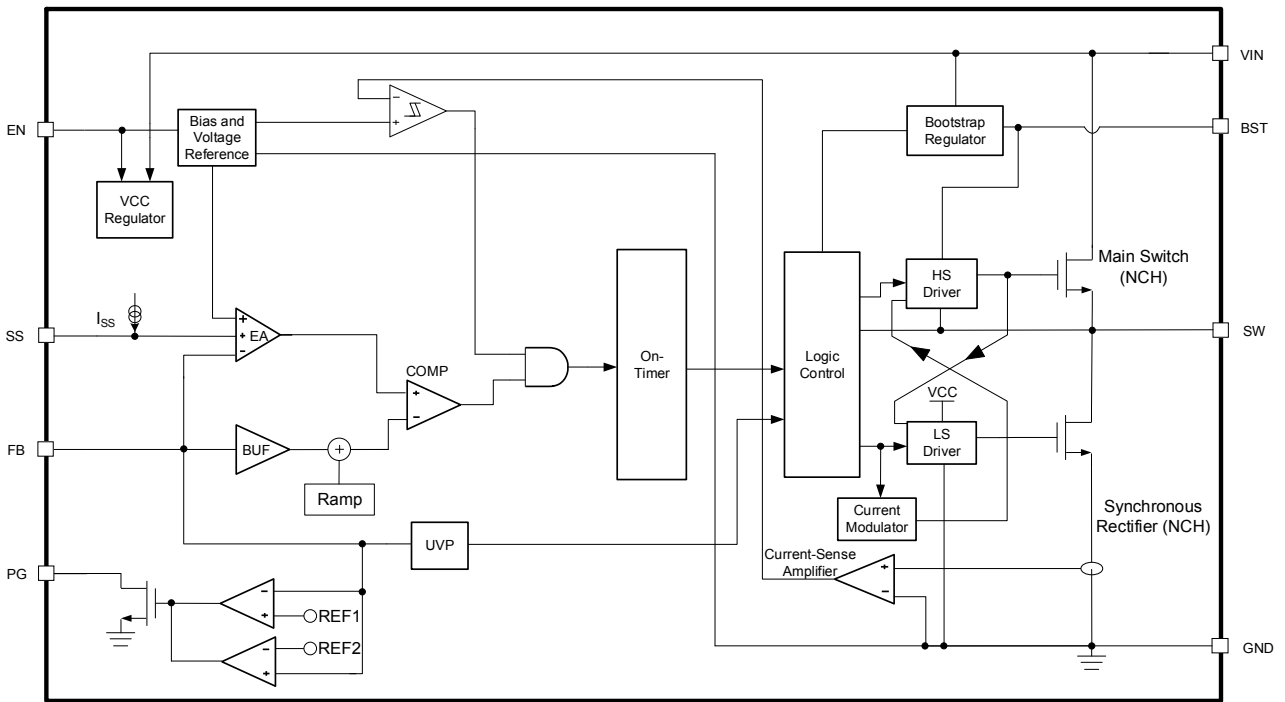 VIN
EN
Bias and
Voltage
Reference
-
+
Bootstrap
Regulator
BST
VCC
Regulator
HS
Driver
Main Switch
(NCH)
ISS
SS
+
+
-
EA
SW
On-
Timer
Logic
Control
COMP
+
-
VCC
FB
BUF
+
LS
Driver
Ramp
Current
Modulator
Synchronous
Rectifier (NCH)
UVP
Current-Sense
Amplifier
+
-
PG
-
+
REF1
-
+
REF2
GND